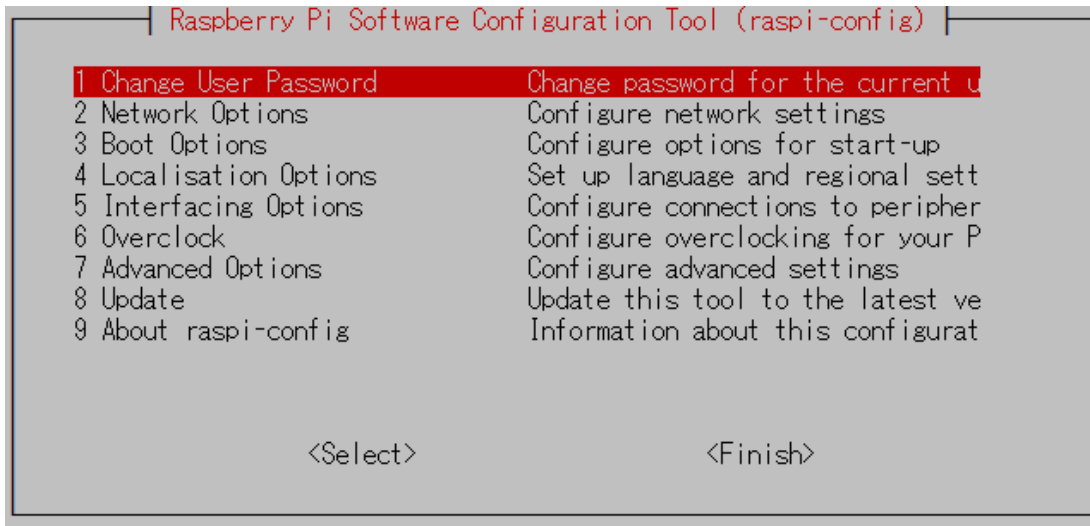 Raspberry Pi Software Configuration Tool (raspi-config)
1 Change User Password Change password for the current u
2 Network Options Configure network settings
3 Boot Options Configure options for start-up
4 Localisation Options Set up language and regional sett
5 Interfacing Options Configure connections to peripher
6 Overclock Configure overclocking for your P
7 Advanced Options Configure advanced settings
8 Update Update this tool to the latest ve
9 About raspi-config Information about this configurat
<Select> <Finish>